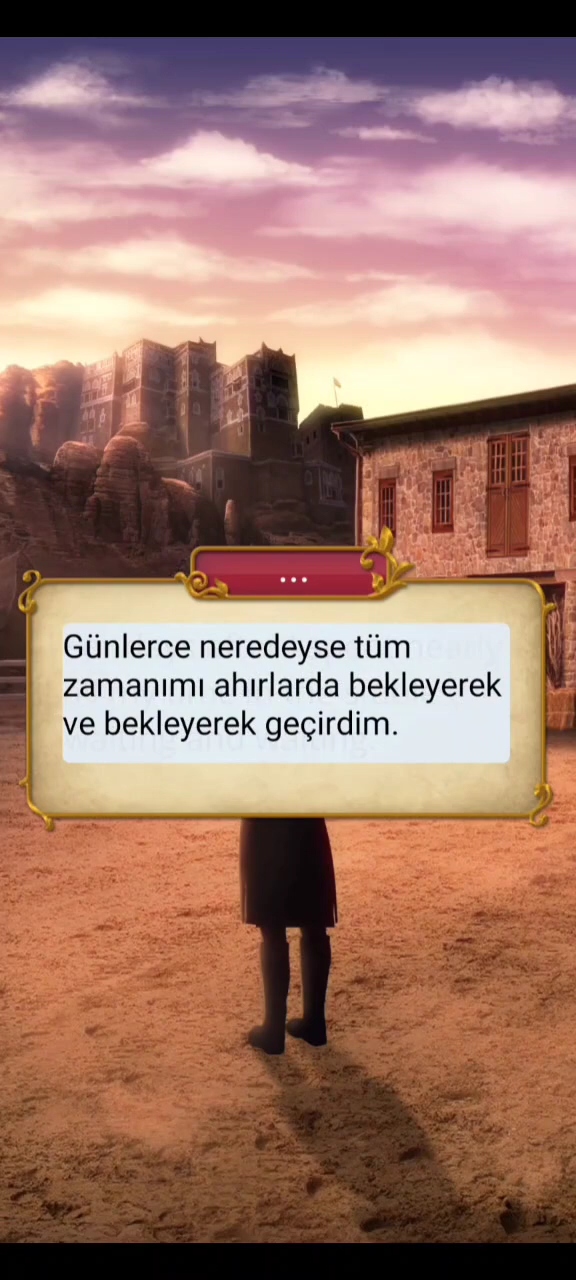 ...
Günlerce neredeyse tüm
zamanımı ahırlarda bekleyerek
ve bekleyerek geçirdim.